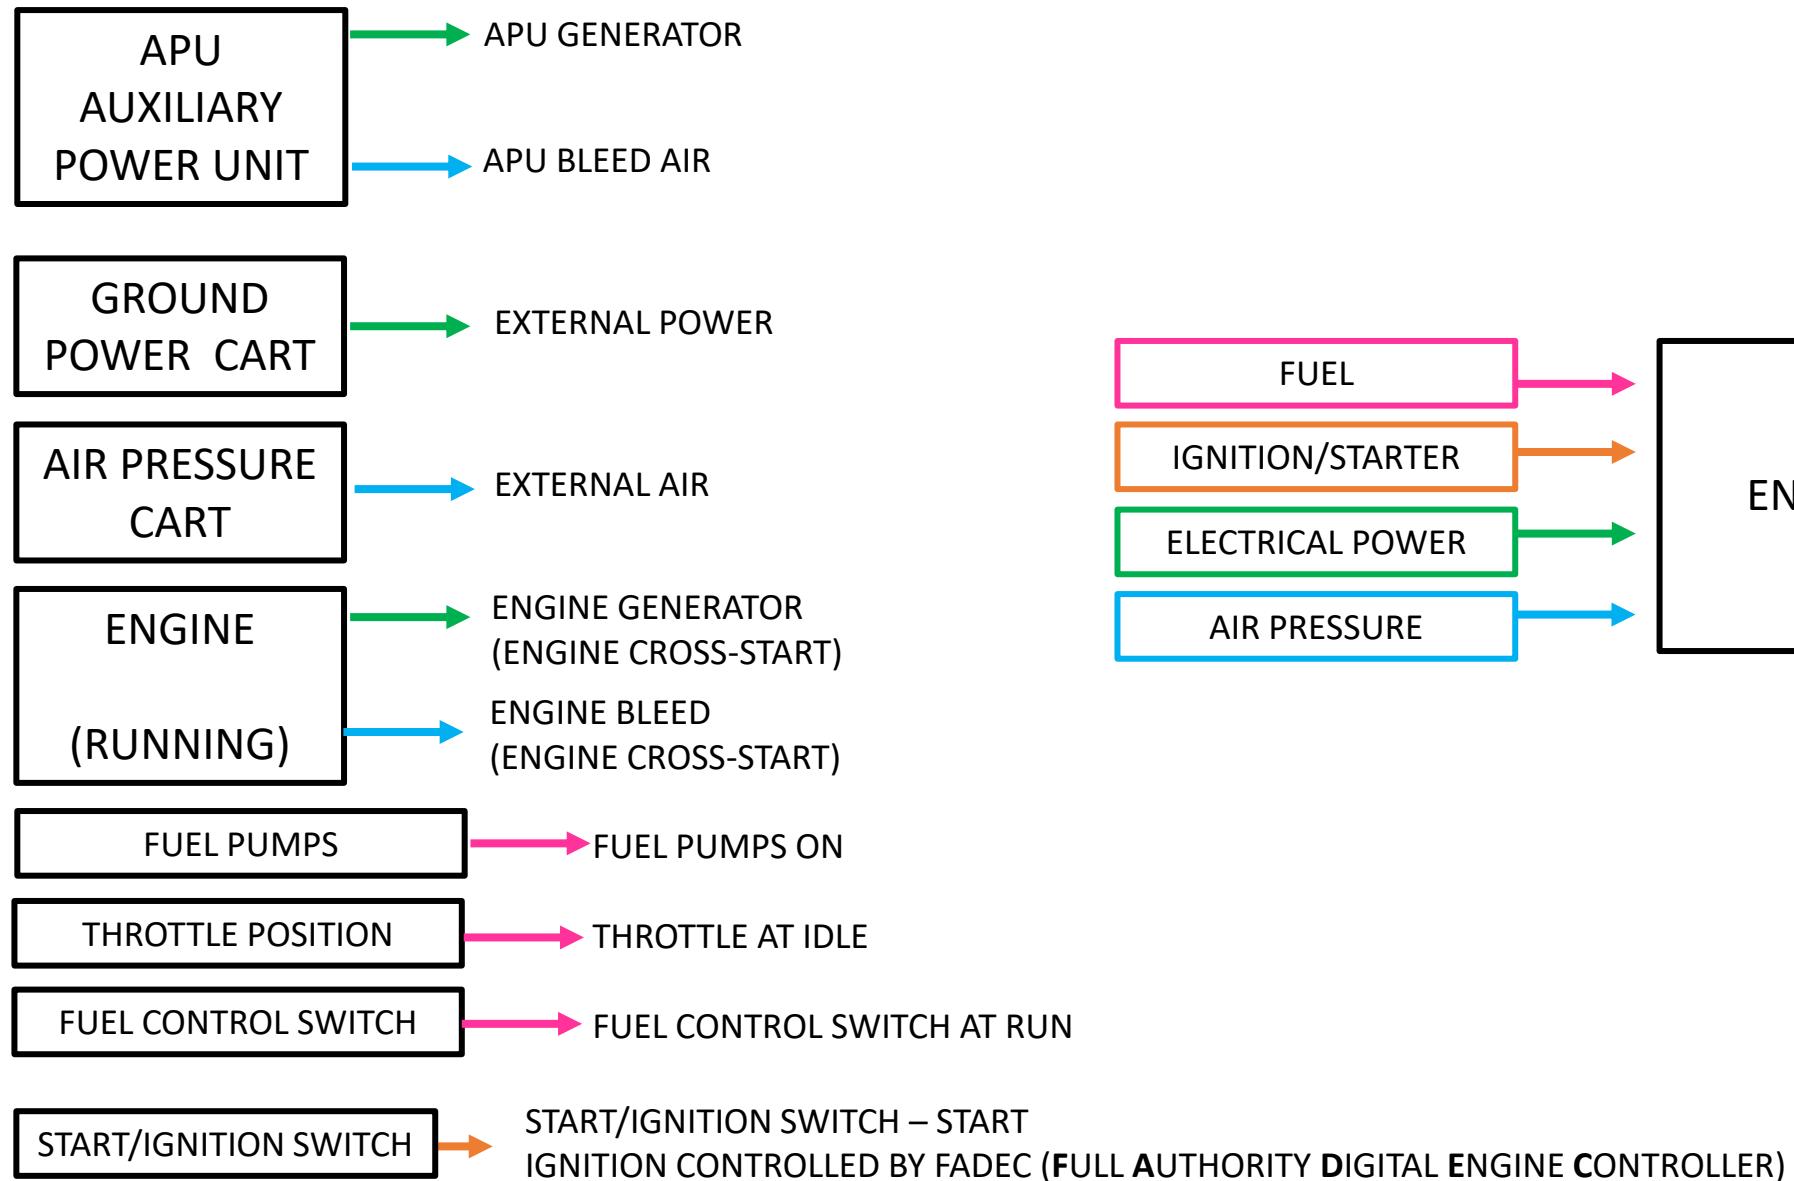 APU
AUXILIARY
POWER UNIT
APU GENERATOR
APU BLEED AIR
GROUND
POWER CART
EXTERNAL POWER
AIR PRESSURE
CART
EXTERNAL AIR
ENGINE
(RUNNING)
ENGINE GENERATOR
(ENGINE CROSS-START)
ENGINE BLEED
(ENGINE CROSS-START)
FUEL PUMPS
FUEL PUMPS ON
THROTTLE POSITION
THROTTLE AT IDLE
FUEL CONTROL SWITCH
FUEL CONTROL SWITCH AT RUN
START/IGNITION SWITCH
START/IGNITION SWITCH – START
IGNITION CONTROLLED BY FADEC (FULL AUTHORITY DIGITAL ENGINE CONTROLLER)
FUEL
IGNITION/STARTER
ELECTRICAL POWER
AIR PRESSURE
EN